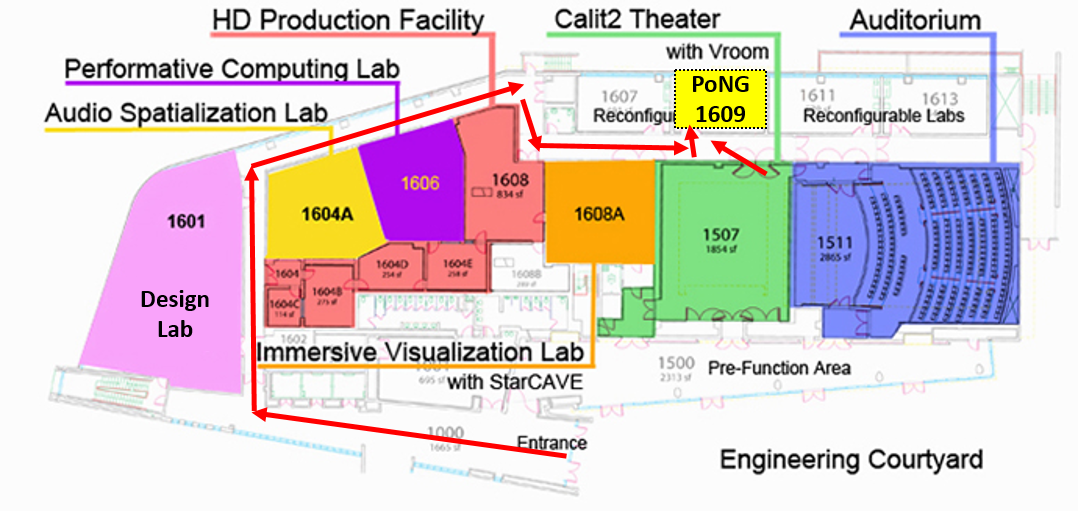 HD Production Facility
Calit2 Theater
with Vroom
Auditorium
Performative Computing Lab
Audio Spatialization Lab
PoNG
1609
1607
Reconfigu
1611
1613
Reconfigurable Labs
1601
Design
Lab
1604A
1606
1608
834 sf
1608A
1507
1854 sf
1511
2865 sf
1604
1604D
254 sf
1604E
258 sf
1608B
1604C
114 sf
1604B
275 sf
1602
Immersive Visualization Lab
with StarCAVE
695 sf
1500
2313 sf
Pre-Function Area
1000
1665 sf
Entrance
Engineering Courtyard